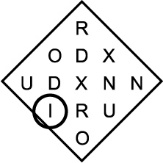 R
O D X
U D X N N
I R U
O